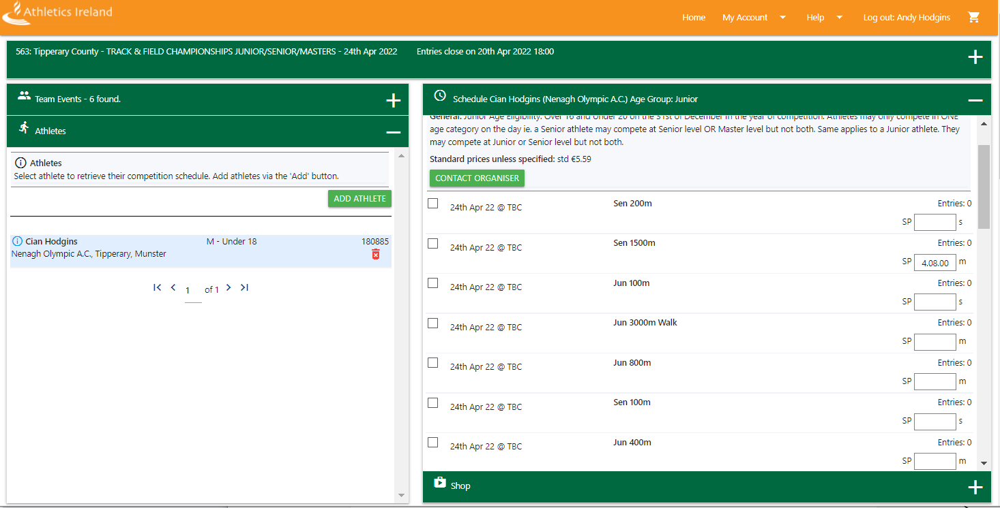 Athletics Ireland
Home My Account Help Log out: Andy Hodgins
563: Tipperary County - TRACK & FIELD CHAMPIONSHIPS JUNIOR/SENIOR/MASTERS - 24th Apr 2022 Entries close on 20th Apr 2022 18:00
Team Events - 6 found.
Athletes
Athletes
Select athlete to retrieve their competition schedule. Add athletes via the 'Add' button.
ADD ATHLETE
Cian Hodgins M - Under 18 180885
Nenagh Olympic A.C., Tipperary, Munster
1 of 1
Schedule Cian Hodgins (Nenagh Olympic A.C.) Age Group: Junior
General: Junior Age Eligibility. Over 16 and Under 20 on the 31st of December in the year of competition. Athletes may only compete in ONE
age category on the day ie. a Senior athlete may compete at Senior level OR Master level but not both. Same applies to a Junior athlete. They
may compete at Junior or Senior level but not both.
Standard prices unless specified: std €5.59
CONTACT ORGANISER
24th Apr 22 @ TBC Sen 200m Entries: 0
SP s
24th Apr 22 @ TBC Sen 1500m Entries: 0
SP 4.08.00 m
24th Apr 22 @ TBC Jun 100m Entries: 0
SP s
24th Apr 22 @ TBC Jun 3000m Walk Entries: 0
SP m
24th Apr 22 @ TBC Jun 800m Entries: 0
SP m
24th Apr 22 @ TBC Sen 100m Entries: 0
SP s
24th Apr 22 @ TBC Jun 400m Entries: 0
SP m
Shop